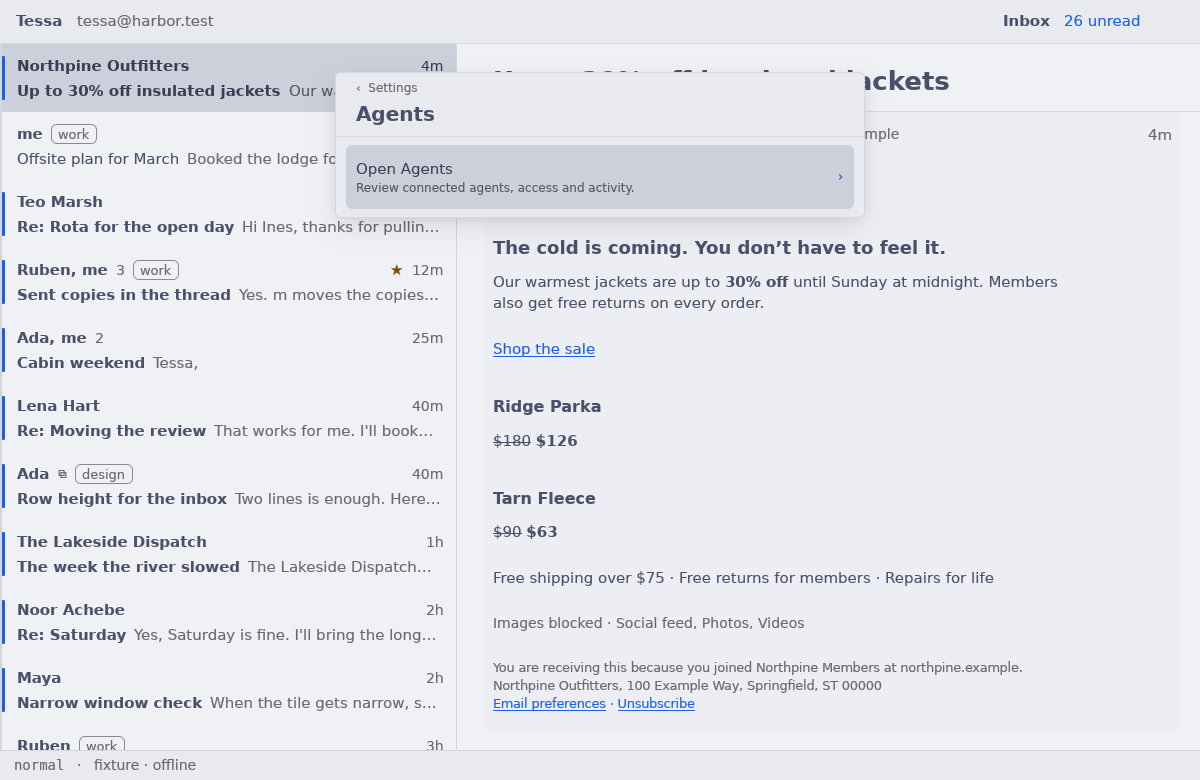 Tessa tessa@harbor.test
Inbox 26 unread
Northpine Outfitters 4m
Up to 30% off insulated jackets Our
me work
Offsite plan for March Booked the lodge
Teo Marsh
Re: Rota for the open day Hi Ines, thanks for pullin…
Ruben, me 3 work ★ 12m
Sent copies in the thread Yes. m moves the copies…
Ada, me 2 25m
Cabin weekend Tessa,
Lena Hart 40m
Re: Moving the review That works for me. I'll book…
Ada design 40m
Row height for the inbox Two lines is enough. Here…
The Lakeside Dispatch 1h
The week the river slowed The Lakeside Dispatch…
Noor Achebe 2h
Re: Saturday Yes, Saturday is fine. I'll bring the long…
Maya 2h
Narrow window check When the tile gets narrow, s…
Ruben work 3h
‹ Settings
Agents
Open Agents
Review connected agents, access and activity.
›
jackets
4m
The cold is coming. You don’t have to feel it.
Our warmest jackets are up to 30% off until Sunday at midnight. Members
also get free returns on every order.
Shop the sale
Ridge Parka
$180 $126
Tarn Fleece
$90 $63
Free shipping over $75 · Free returns for members · Repairs for life
Images blocked · Social feed, Photos, Videos
You are receiving this because you joined Northpine Members at northpine.example.
Northpine Outfitters, 100 Example Way, Springfield, ST 00000
Email preferences · Unsubscribe
normal · fixture · offline